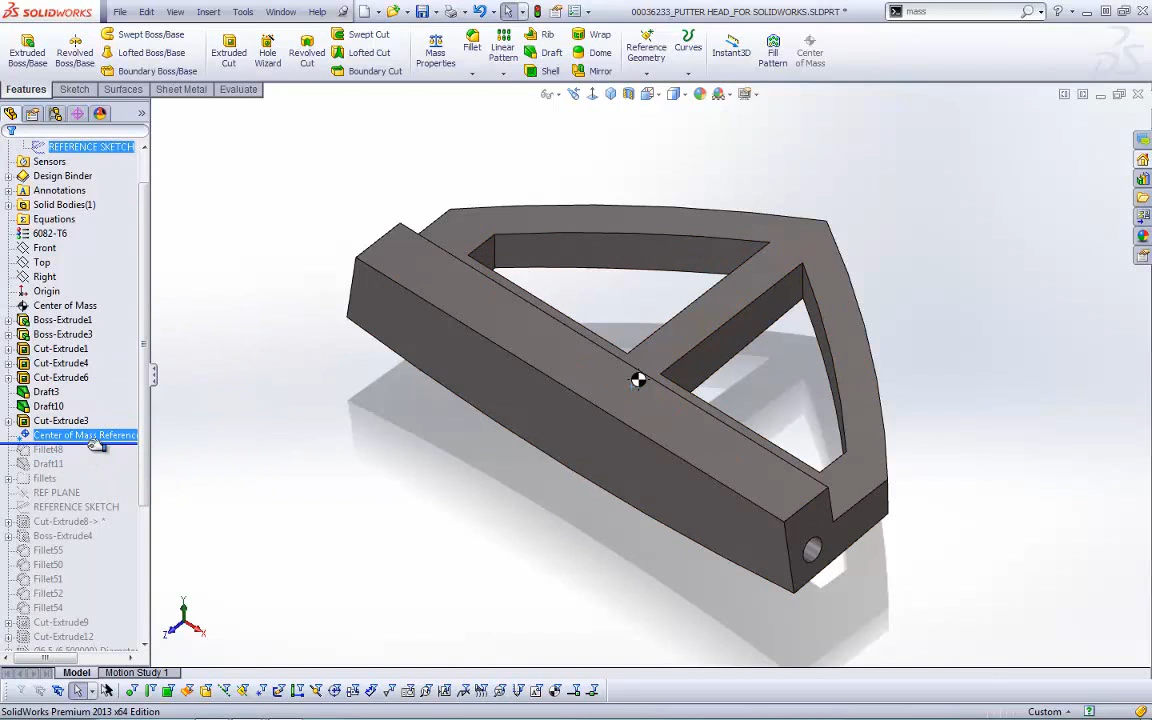 SOLIDWORKS File Edit View Insert Tools Window Help 00036233_PUTTER HEAD_FOR SOLIDWORKS.SLDPRT * mass
Extruded Boss/Base
Revolved Boss/Base
Swept Boss/Base
Lofted Boss/Base
Boundary Boss/Base
Extruded Cut
Hole Wizard
Revolved Cut
Swept Cut
Lofted Cut
Boundary Cut
Mass Properties
Fillet
Linear Pattern
Rib
Draft
Shell
Wrap
Dome
Mirror
Reference Geometry
Curves
Instant3D
Fill Pattern
Center of Mass
Features Sketch Surfaces Sheet Metal Evaluate
REFERENCE SKETCH
Sensors
Design Binder
Annotations
Solid Bodies(1)
Equations
6082-T6
Front
Top
Right
Origin
Center of Mass
Boss-Extrude1
Boss-Extrude3
Cut-Extrude1
Cut-Extrude4
Cut-Extrude6
Draft3
Draft10
Cut-Extrude3
Center of Mass Referenc
Fillet48
Draft11
fillets
REF PLANE
REFERENCE SKETCH
Cut-Extrude8-> *
Boss-Extrude4
Fillet55
Fillet50
Fillet51
Fillet52
Fillet54
Cut-Extrude9
Cut-Extrude12
Y
Z X
Model Motion Study 1
SolidWorks Premium 2013 x64 Edition Custom